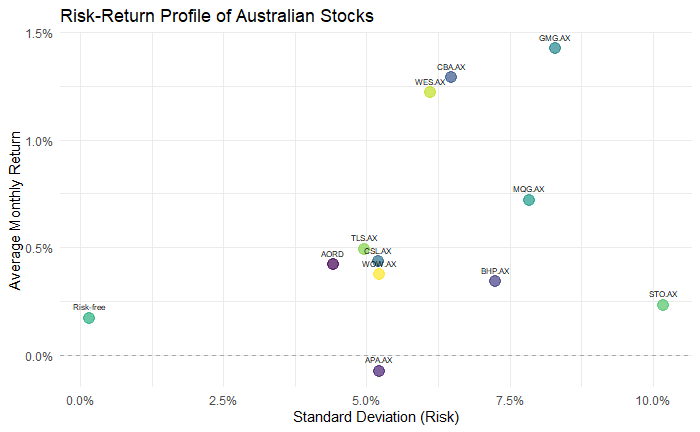 Risk-Return Profile of Australian Stocks
1.5%
GMG.AX
CBA.AX
WES.AX
1.0%
Average Monthly Return
MQG.AX
0.5%
TLS.AX
CSL.AX
AORD
WOW.AX
BHP.AX
STO.AX
Risk-free
0.0%
APA.AX
0.0%
2.5%
5.0%
7.5%
10.0%
Standard Deviation (Risk)